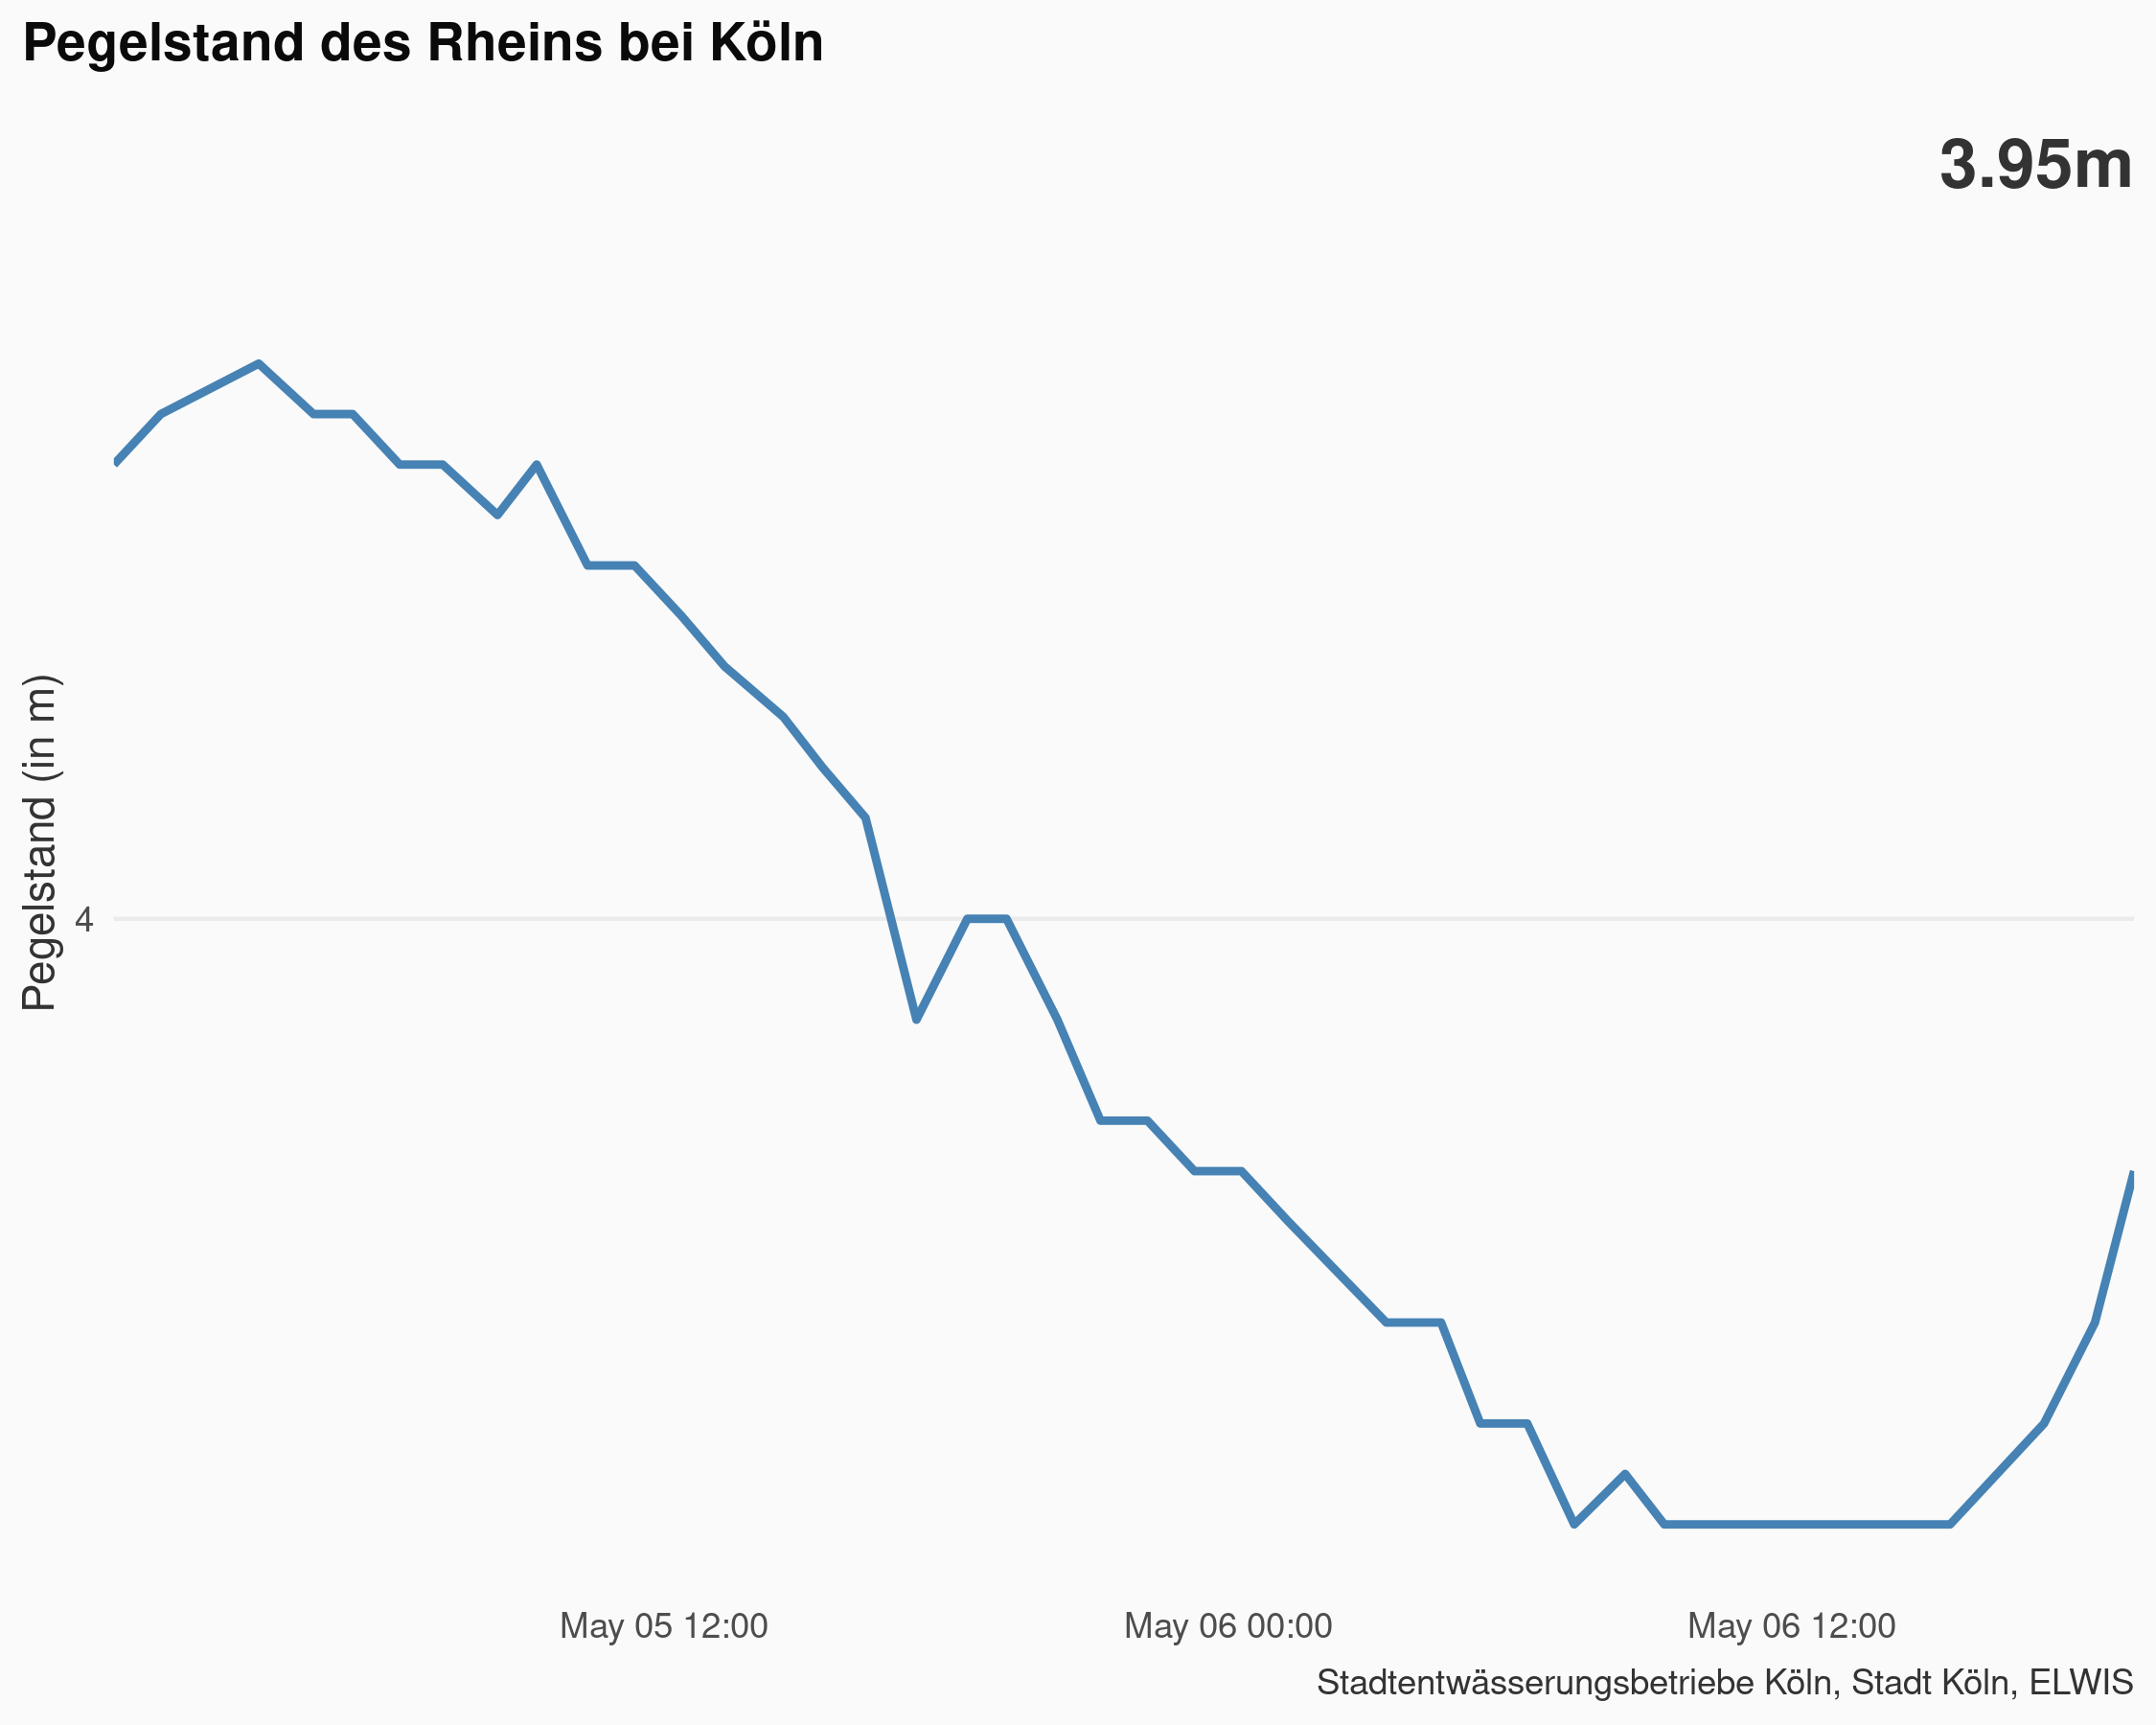 Pegelstand des Rheins bei Köln
3.95m
Pegelstand (in m)
4
May 05 12:00
May 06 00:00
May 06 12:00
Stadtentwässerungsbetriebe Köln, Stadt Köln, ELWIS